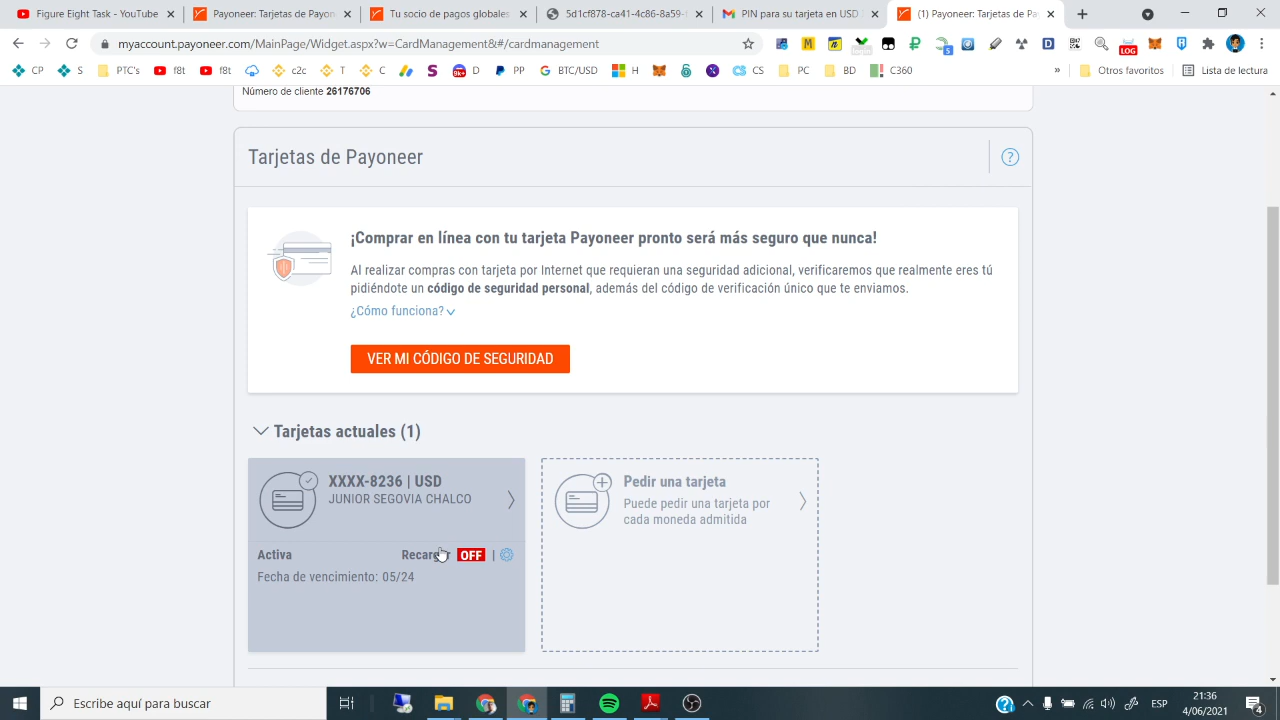 Figure Eight Task - YouTube
Payoneer: Tarjetas de Payon
Tu socio de pagos globales
5d1cf878-ca41-4c86-8a59-1
PIN para su tarjeta en USD
(1) Payoneer: Tarjetas de Pa
myaccount.payoneer.com/MainPage/Widget.aspx?w=CardManagement&#/cardmanagement
CP
S
PTC's
f8t
f8t
c2c
T
C
S
D
PP
BTC/USD
H
CS
PC
BD
C360
»
Otros favoritos
Lista de lectura
Número de cliente 26176706
Tarjetas de Payoneer
?
¡Comprar en línea con tu tarjeta Payoneer pronto será más seguro que nunca!
Al realizar compras con tarjeta por Internet que requieran una seguridad adicional, verificaremos que realmente eres tú
pidiéndote un código de seguridad personal, además del código de verificación único que te enviamos.
¿Cómo funciona?
VER MI CÓDIGO DE SEGURIDAD
Tarjetas actuales (1)
XXXX-8236 | USD
JUNIOR SEGOVIA CHALCO
Activa
Recargar OFF |
Fecha de vencimiento: 05/24
Pedir una tarjeta
Puede pedir una tarjeta por
cada moneda admitida
Escribe aquí para buscar
ESP
21:36
4/06/2021